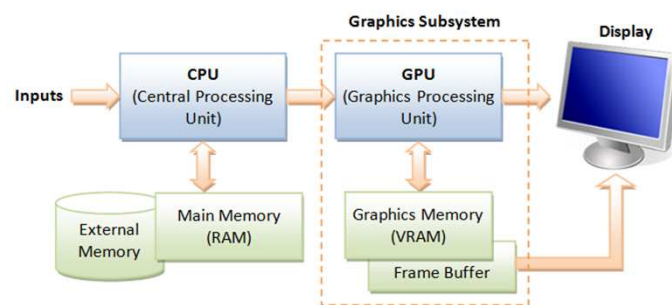 Graphics Subsystem
Display
Inputs
CPU
(Central Processing
Unit)
GPU
(Graphics Processing
Unit)
External
Memory
Main Memory
(RAM)
Graphics Memory
(VRAM)
Frame Buffer